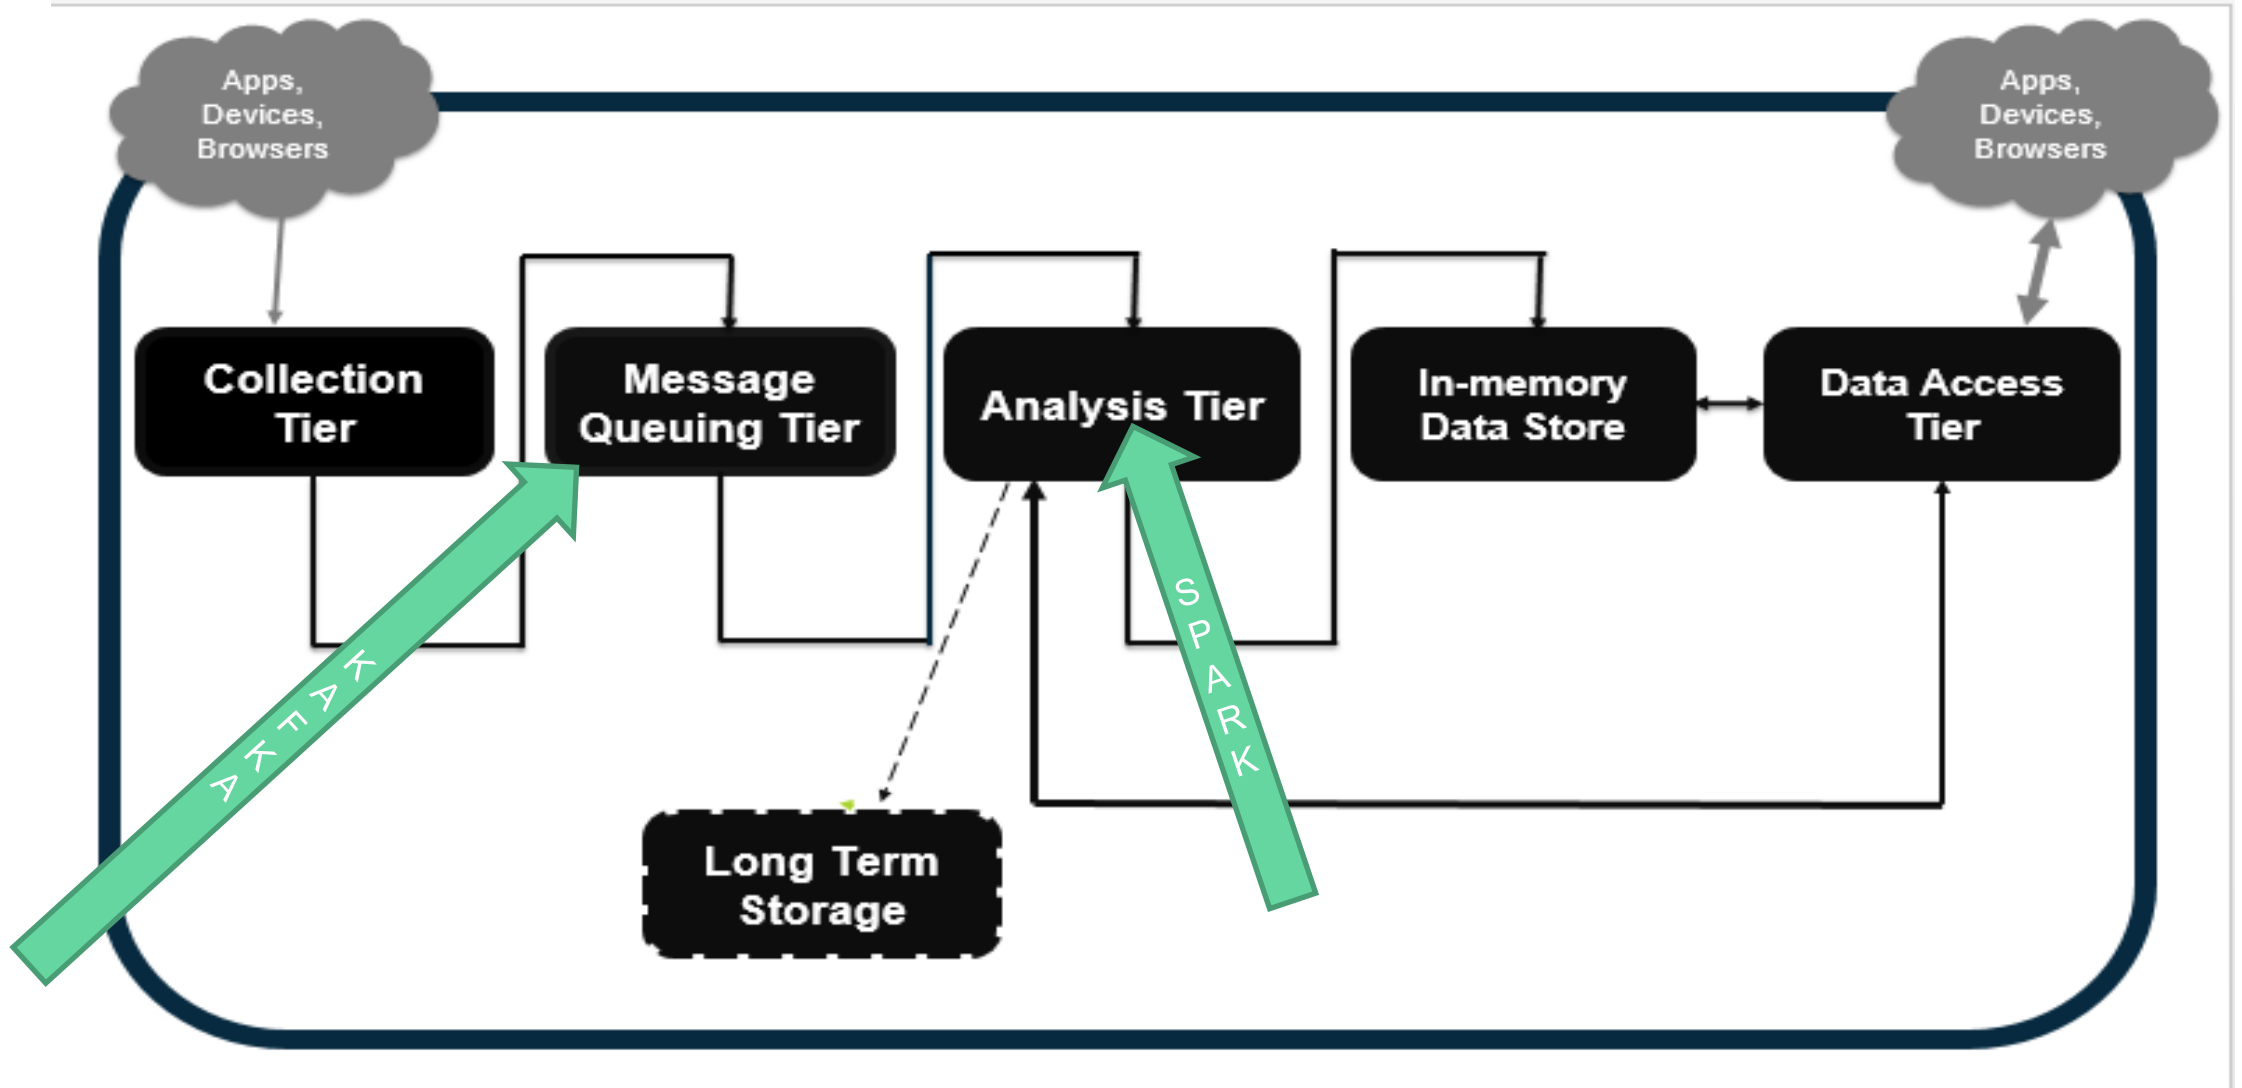 Apps,
Devices,
Browsers
Apps,
Devices,
Browsers
Collection
Tier
Message
Queuing Tier
Analysis Tier
In-memory
Data Store
Data Access
Tier
KAFKA
SPARK
Long Term
Storage